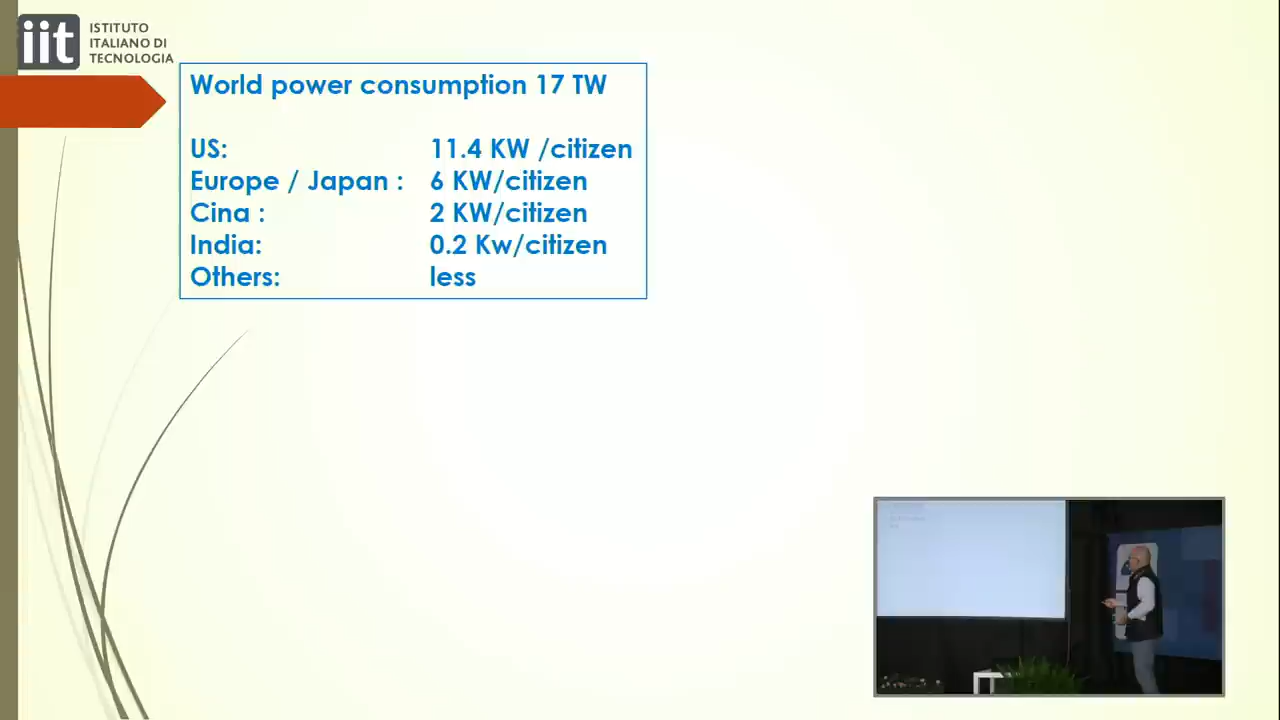 iit
ISTITUTO
ITALIANO DI
TECNOLOGIA
World power consumption 17 TW
US: 11.4 KW /citizen
Europe / Japan : 6 KW/citizen
Cina : 2 KW/citizen
India: 0.2 Kw/citizen
Others: less